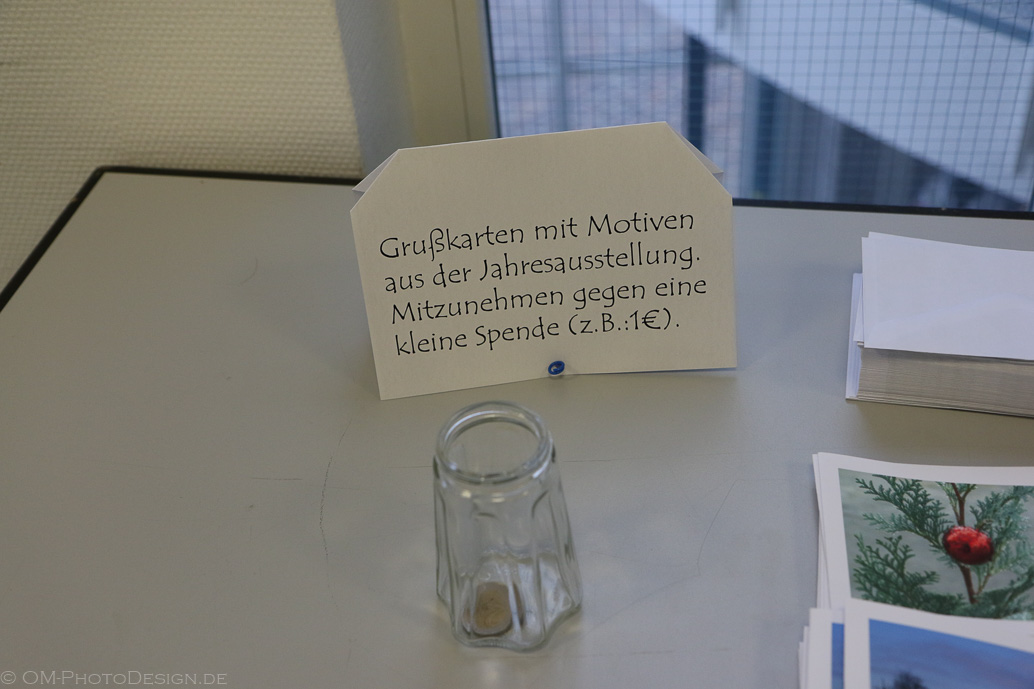 Grußkarten mit Motiven
aus der Jahresausstellung.
Mitzunehmen gegen eine
kleine Spende (z.B.:1€).
© OM-PhotoDesign.de